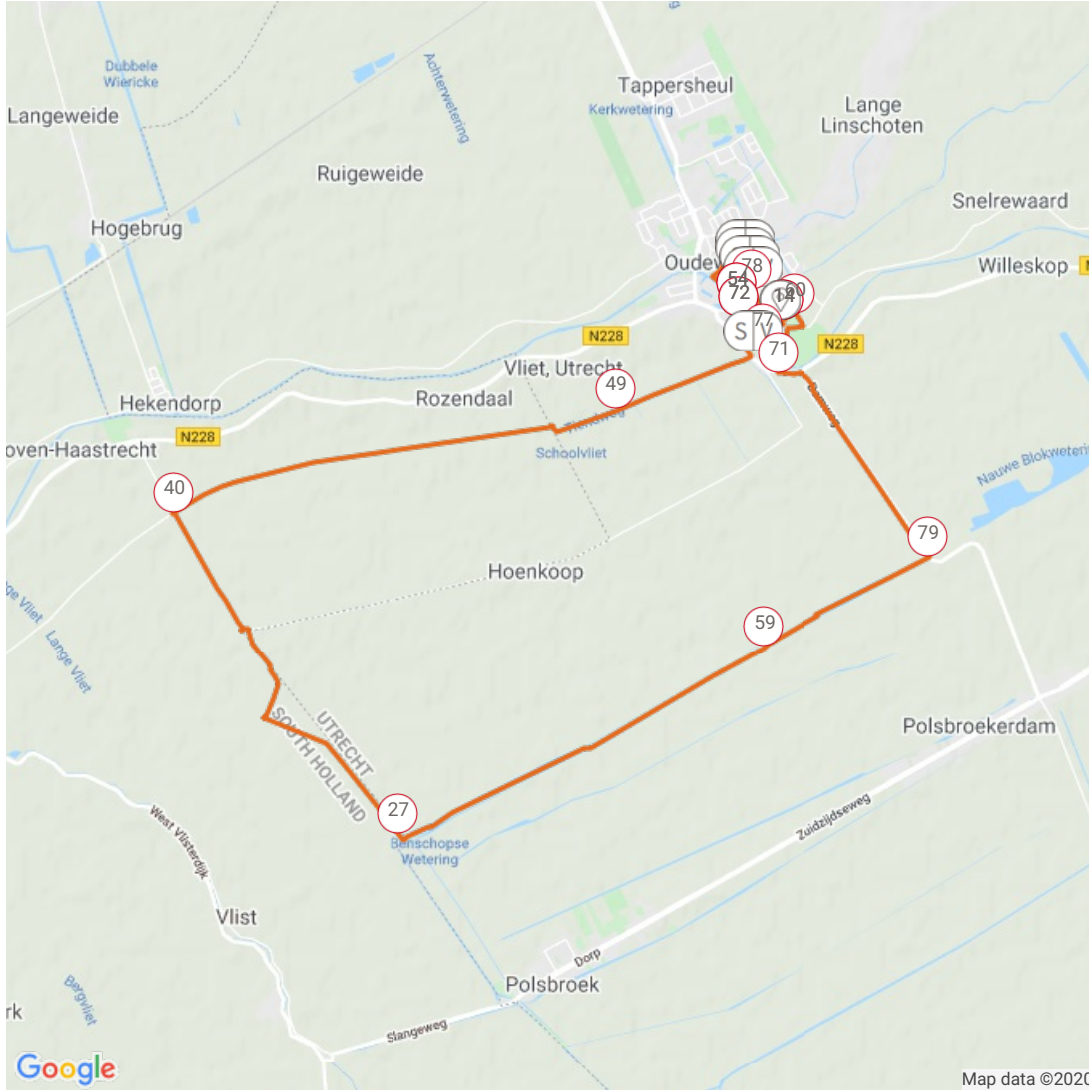 Dubbele
Wiericke
Achterwetering
Tappersheul
Kerkwetering
Lange
Linschoten
Langeweide
Ruigeweide
Snelrewaard
Hogebrug
Willeskop
78
54
72
60
14
77
S
71
N228
N228
Vliet, Utrecht
49
Hekendorp
Rozendaal
Tiendweg
Damweg
N228
oven-Haastrecht
Schoolvliet
Nauwe Blokwetering
40
79
Hoenkoop
Lange Vliet
59
UTRECHT
SOUTH HOLLAND
Polsbroekerdam
27
Benschopse
Wetering
West Vlisterdijk
Zuidzijdseweg
Vlist
Dorp
Polsbroek
Bergvliet
rk
Slangeweg
Google
Map data ©2020